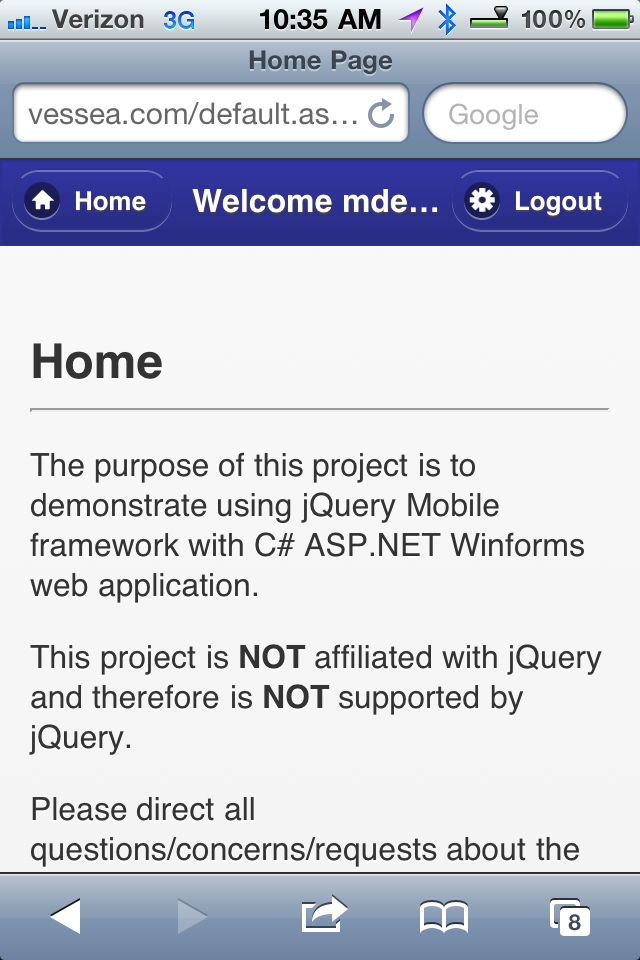 Verizon 3G 10:35 AM 100%
Home Page
vessea.com/default.as... Google
Home Welcome mde... Logout
Home
The purpose of this project is to
demonstrate using jQuery Mobile
framework with C# ASP.NET Winforms
web application.
This project is NOT affiliated with jQuery
and therefore is NOT supported by
jQuery.
Please direct all
questions/concerns/requests about the
8